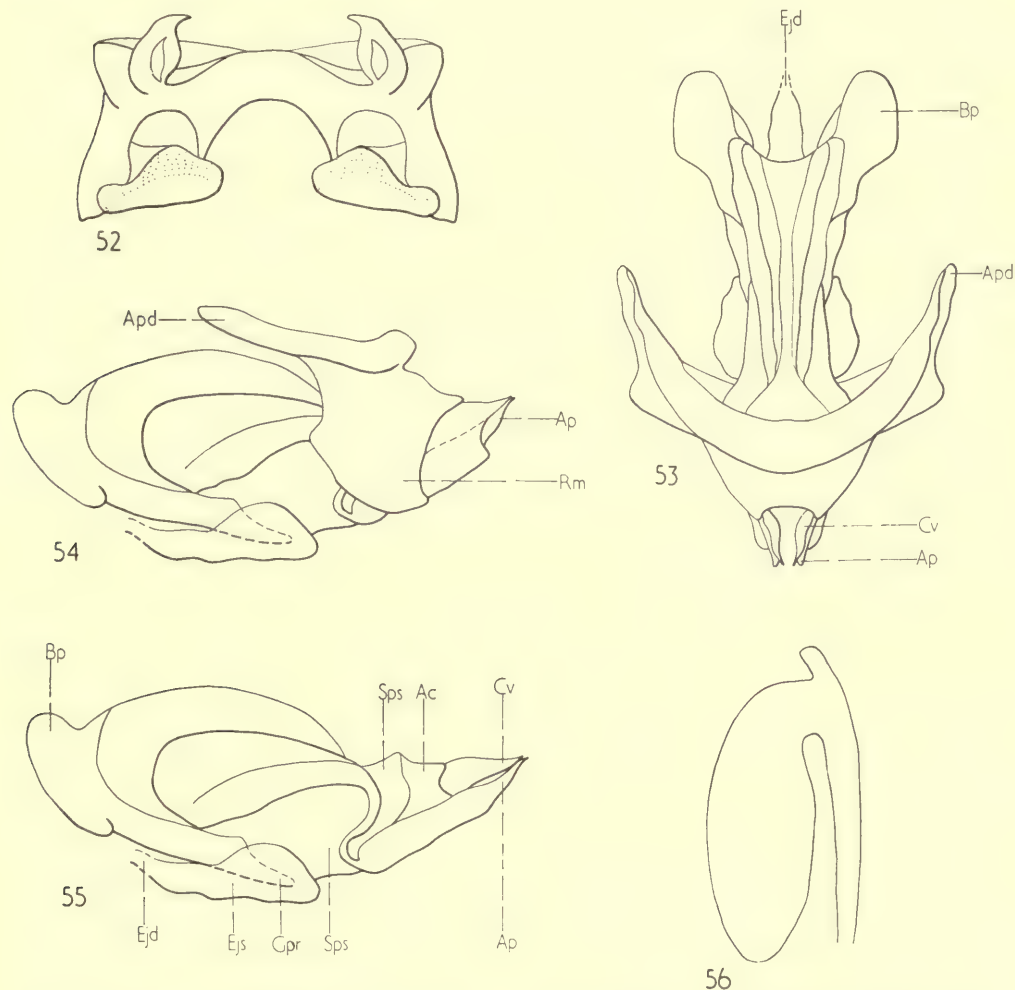 52
Ejd
Bp
Apd
53
Cv
Ap
Apd
Ap
Rm
54
Bp
Sps Ac Cv
55
Ejd Ejs Gpr Sps Ap
56